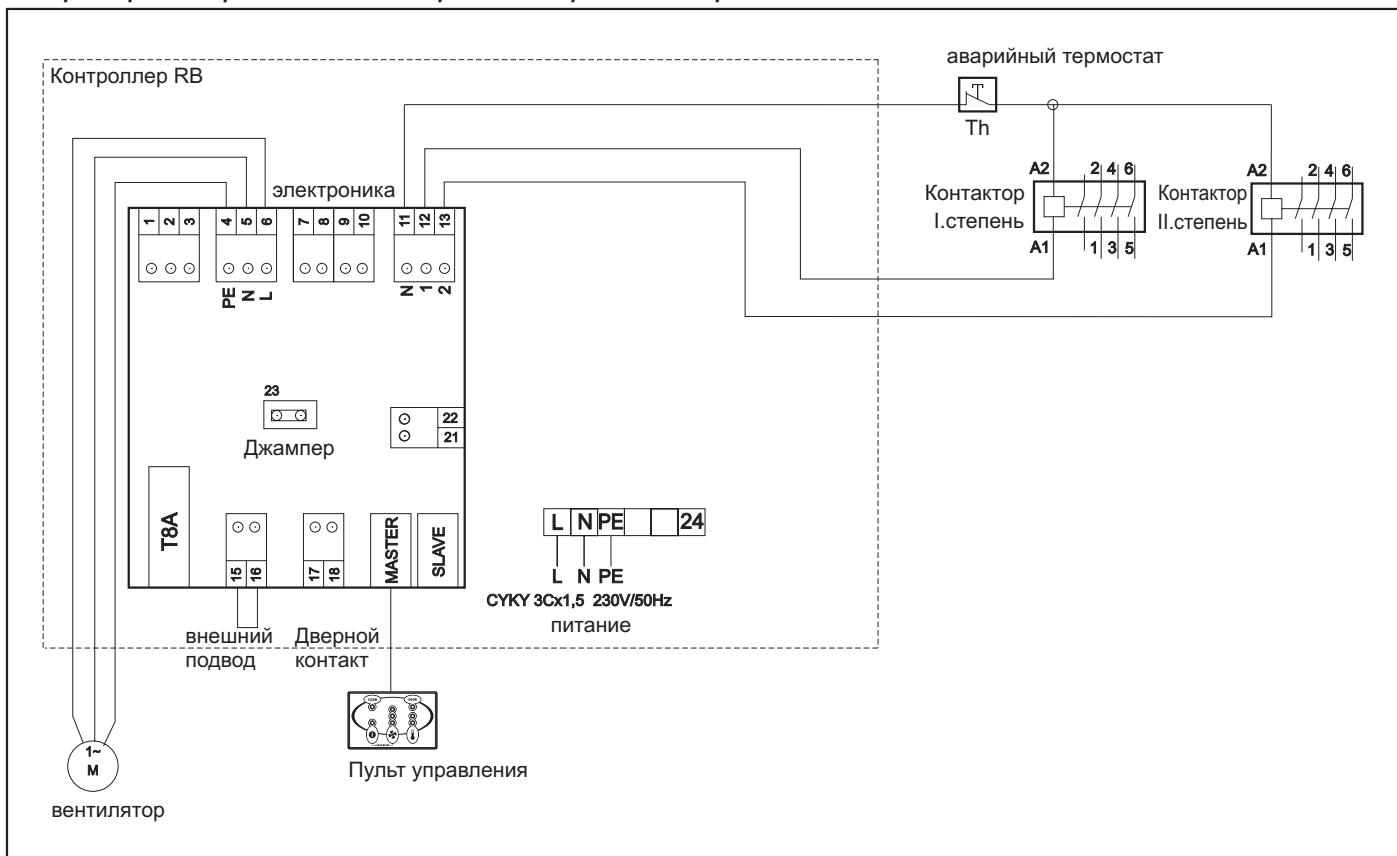 аварийный термостат
Контроллер RB
Th
электроника
A2 2 4 6
A2 2 4 6
Контактор
I.степень
Контактор
II.степень
A1 1 3 5
A1 1 3 5
1 2 3 4 5 6 7 8 9 10 11 12 13
PE N L
N 1 2
23
Джампер
22
21
T8A
15 16
17 18
MASTER
SLAVE
L N PE 24
L N PE
CYKY 3Cx1,5 230V/50Hz
питание
внешний
подвод
Дверной
контакт
1~
M
Пульт управления
вентилятор